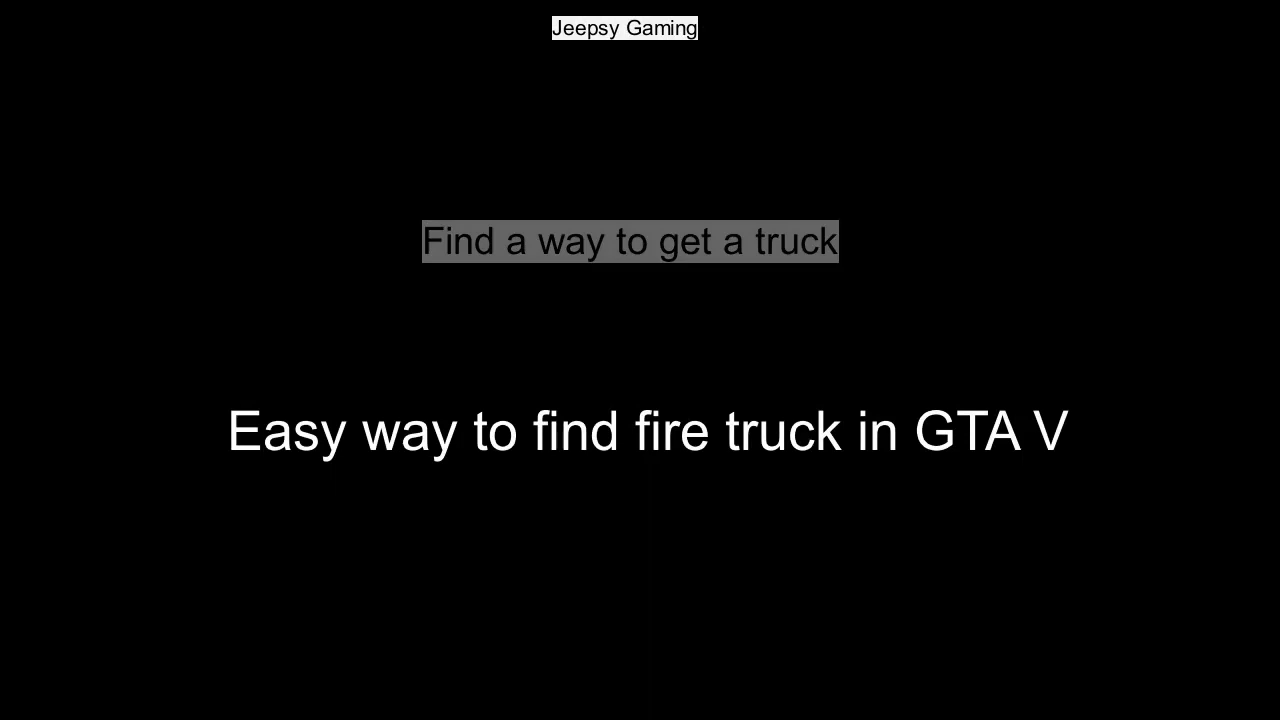 Jeepsy Gaming
Find a way to get a truck
Easy way to find fire truck in GTA V